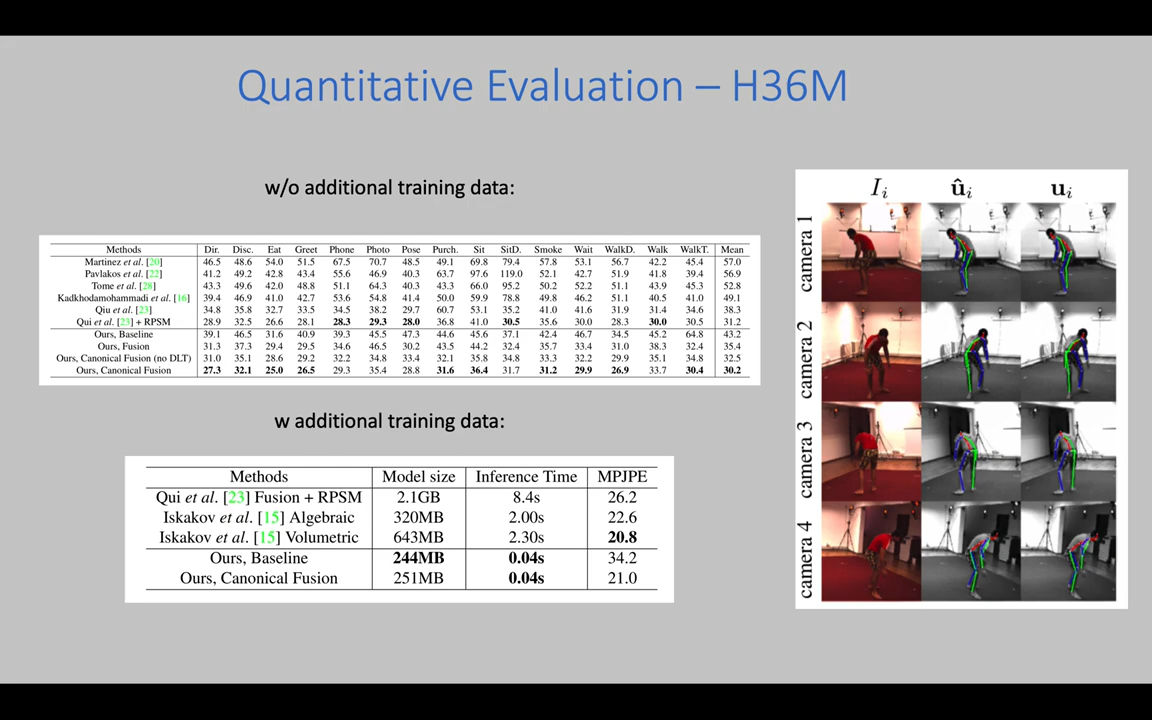 Quantitative Evaluation – H36M
w/o additional training data:
Methods Dir. Disc. Eat Greet Phone Photo Pose Purch. Sit SitD. Smoke Wait WalkD. Walk WalkT. Mean
Martinez et al. [20] 46.5 48.6 54.0 51.5 67.5 70.7 48.5 49.1 69.8 79.4 57.8 53.1 56.7 42.2 45.4 57.0
Pavlakos et al. [22] 41.2 49.2 42.8 43.4 55.6 46.9 40.3 63.7 97.6 119.0 52.1 42.7 51.9 41.8 39.4 56.9
Tome et al. [28] 43.3 49.6 42.0 48.8 51.1 64.3 40.3 43.3 66.0 95.2 50.2 52.2 51.1 43.9 45.3 52.8
Kadkhodamohammadi et al. [16] 39.4 46.9 41.0 42.7 53.6 54.8 41.4 50.0 59.9 78.8 49.8 46.2 51.1 40.5 41.0 49.1
Qiu et al. [23] 34.8 35.8 32.7 33.5 34.5 38.2 29.7 60.7 53.1 35.2 41.0 41.6 31.9 31.4 34.6 38.3
Qui et al. [23] + RPSM 28.9 32.5 26.6 28.1 28.3 29.3 28.0 36.8 41.0 30.5 35.6 30.0 28.3 30.0 30.5 31.2
Ours, Baseline 39.1 46.5 31.6 40.9 39.3 45.5 47.3 44.6 45.6 37.1 42.4 46.7 34.5 45.2 64.8 43.2
Ours, Fusion 31.3 37.3 29.4 29.5 34.6 46.5 30.2 43.5 44.2 32.4 35.7 33.4 31.0 38.3 32.4 35.4
Ours, Canonical Fusion (no DLT) 31.0 35.1 28.6 29.2 32.2 34.8 33.4 32.1 35.8 34.8 33.3 32.2 29.9 35.1 34.8 32.5
Ours, Canonical Fusion 27.3 32.1 25.0 26.5 29.3 35.4 28.8 31.6 36.4 31.7 31.2 29.9 26.9 33.7 30.4 30.2
w additional training data:
Methods Model size Inference Time MPJPE
Qui et al. [23] Fusion + RPSM 2.1GB 8.4s 26.2
Iskakov et al. [15] Algebraic 320MB 2.00s 22.6
Iskakov et al. [15] Volumetric 643MB 2.30s 20.8
Ours, Baseline 244MB 0.04s 34.2
Ours, Canonical Fusion 251MB 0.04s 21.0
I_i û_i u_i
camera 1
camera 2
camera 3
camera 4